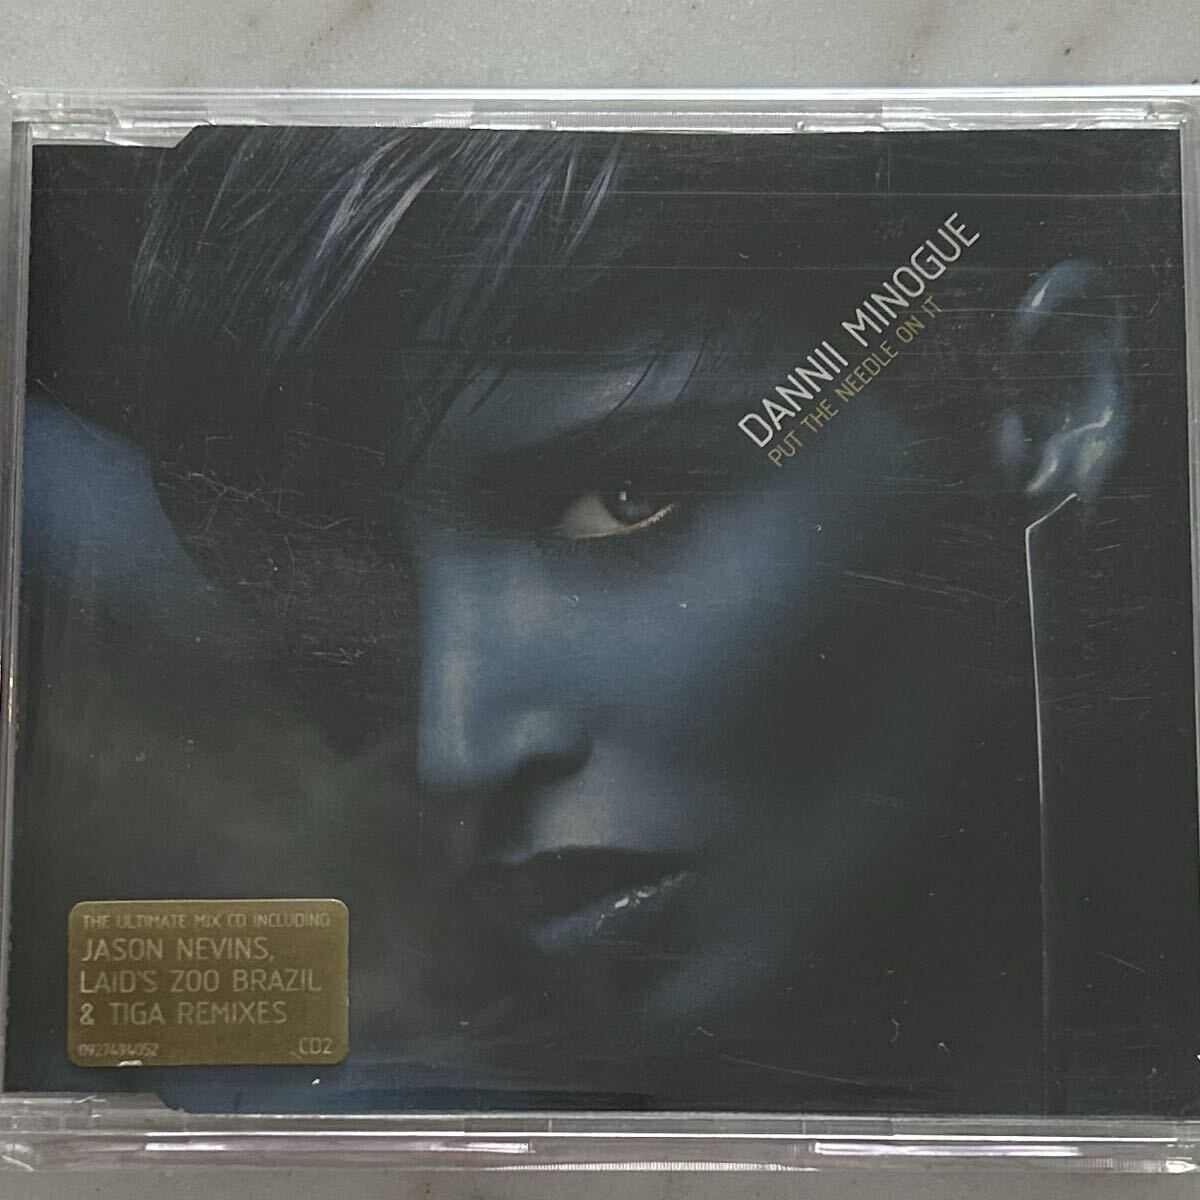 DANNII MINOGUE
PUT THE NEEDLE ON IT
THE ULTIMATE MIX CD INCLUDING
JASON NEVINS,
LAID'S ZOO BRAZIL
& TIGA REMIXES
0927494052 CD2